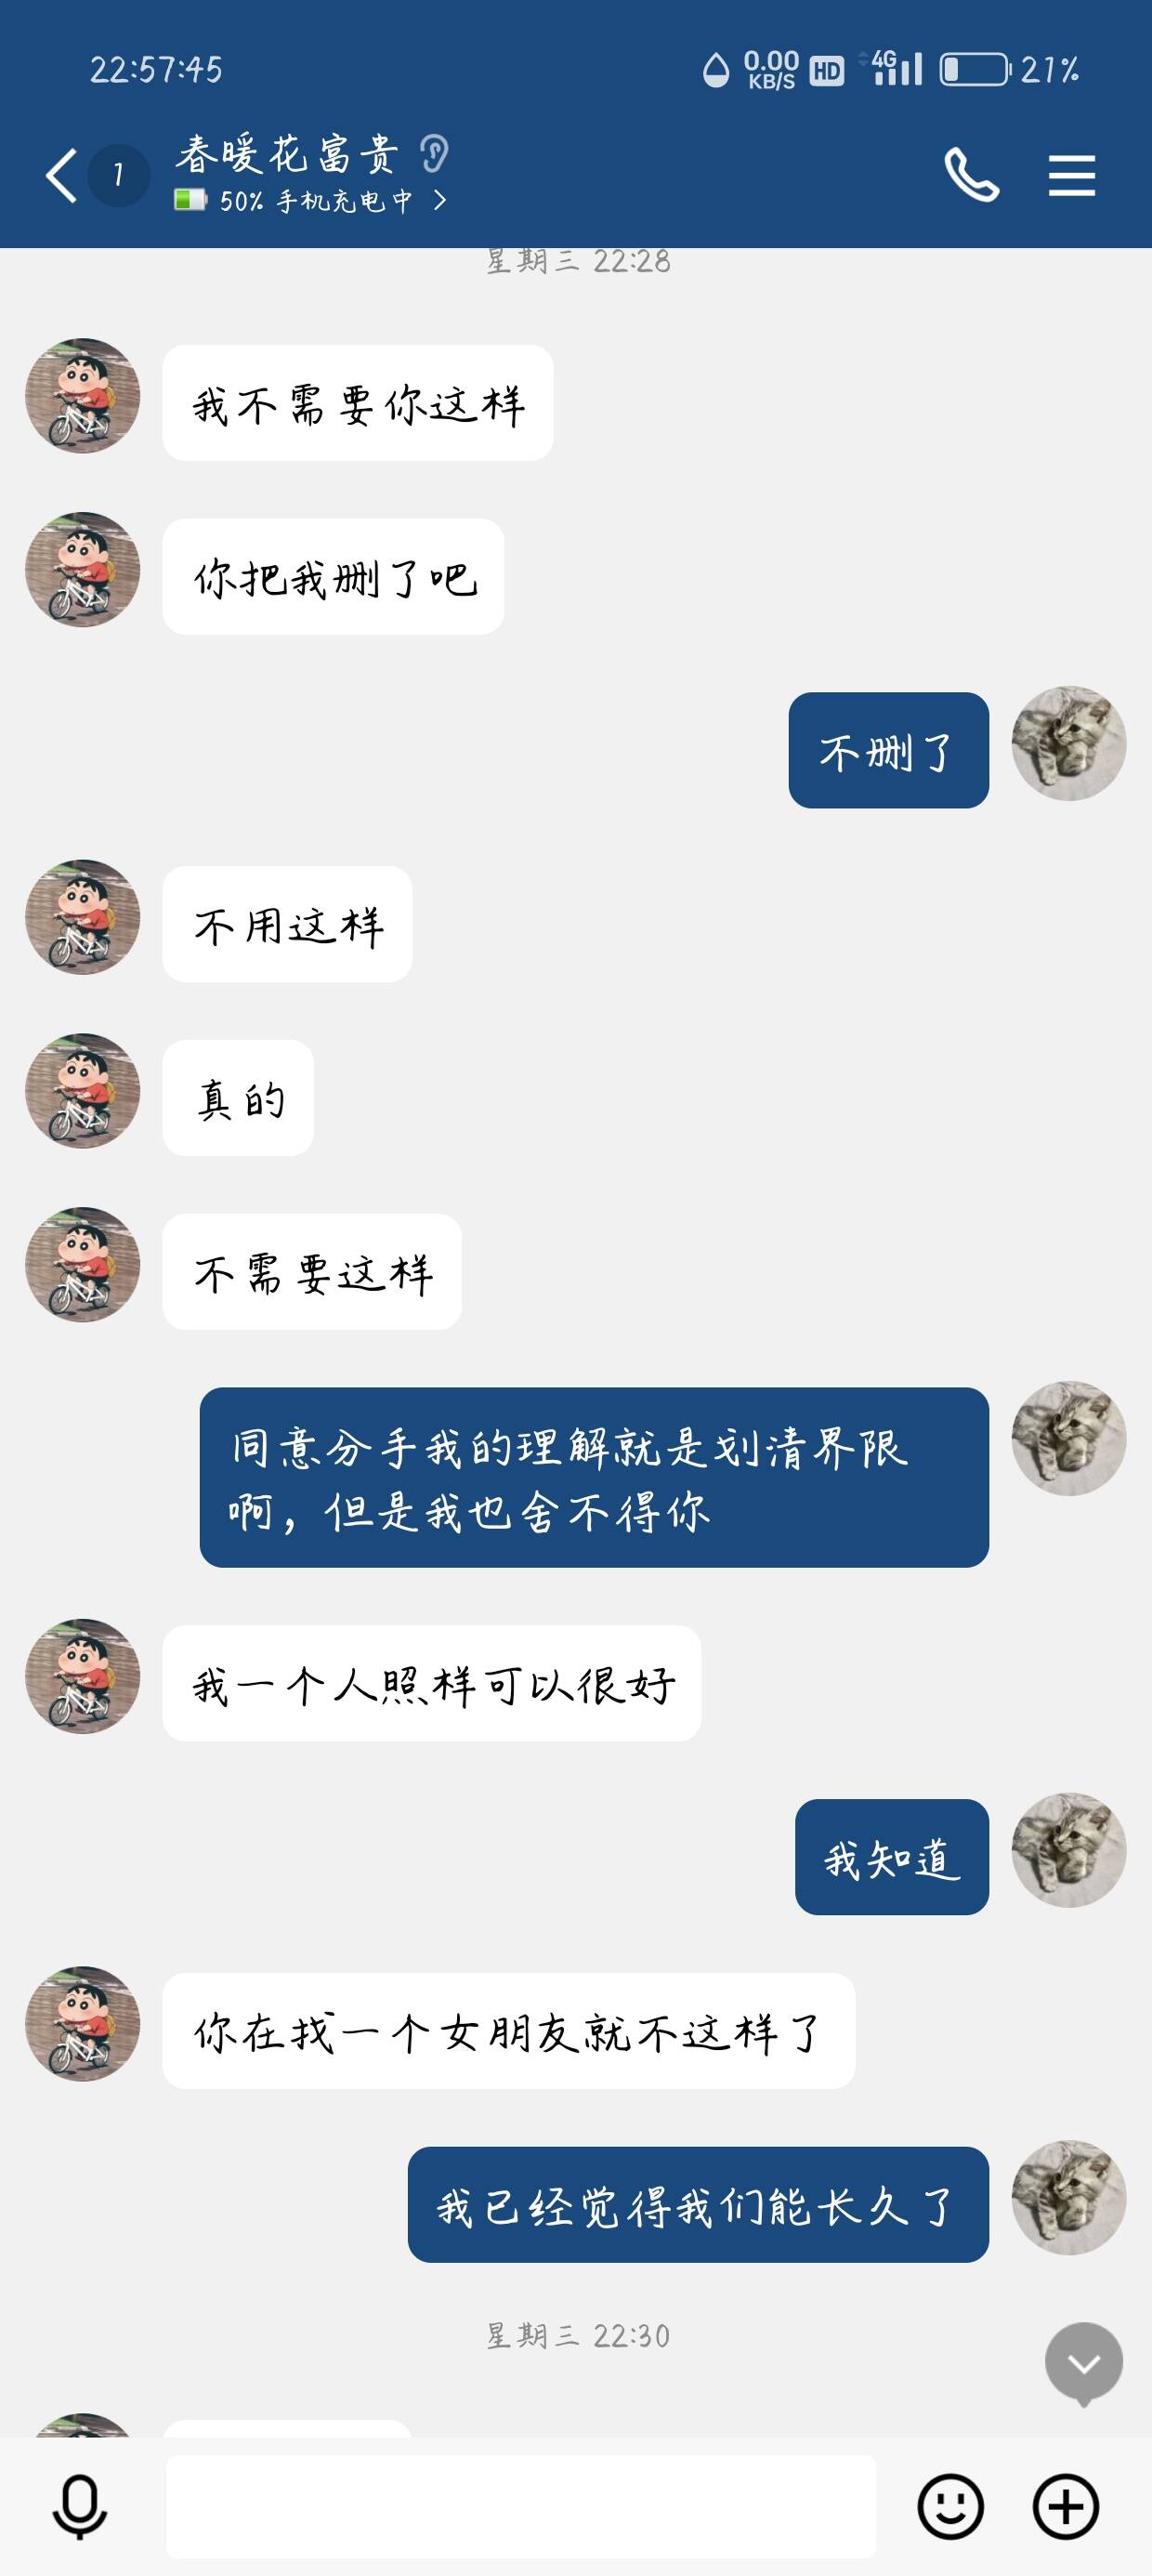 22:57:45
0.00
KB/S
HD
4G
21%
1
春暖花富贵
50% 手机充电中
星期三 22:28
我不需要你这样
你把我删了吧
不删了
不用这样
真的
不需要这样
同意分手我的理解就是划清界限
啊，但是我也舍不得你
我一个人照样可以很好
我知道
你在找一个女朋友就不这样了
我已经觉得我们能长久了
星期三 22:30